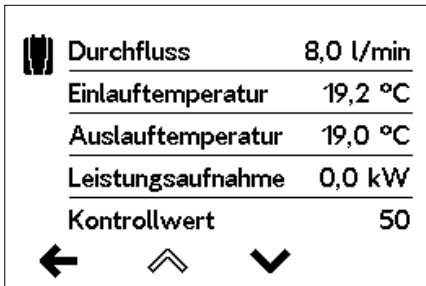 Durchfluss 8,0 l/min
Einlauftemperatur 19,2 °C
Auslauftemperatur 19,0 °C
Leistungsaufnahme 0,0 kW
Kontrollwert 50